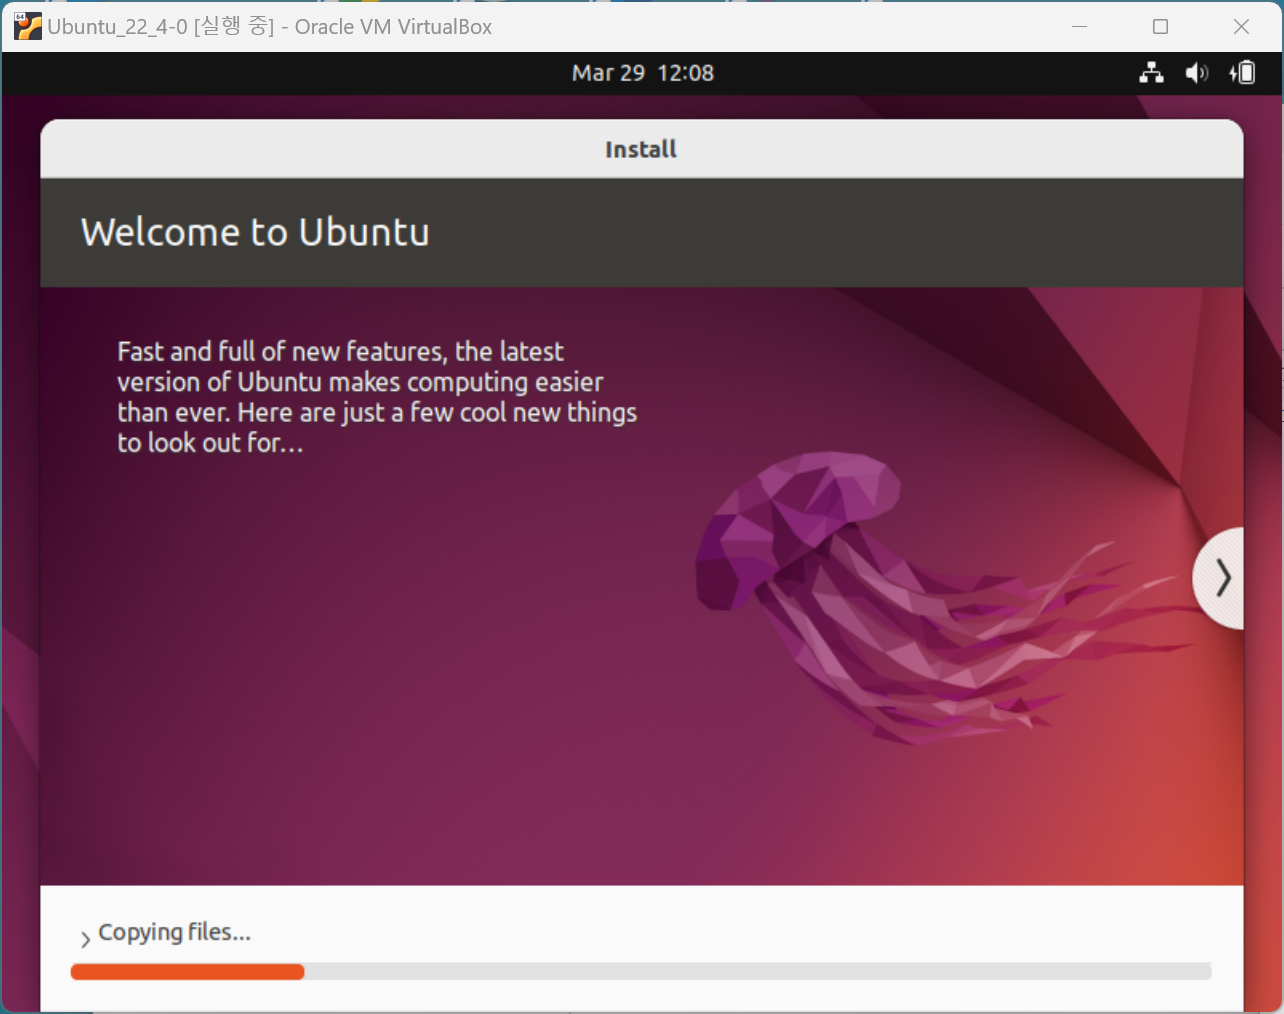 64
Ubuntu_22_4-0 [실행 중] - Oracle VM VirtualBox
Mar 29 12:08
Install
Welcome to Ubuntu
Fast and full of new features, the latest
version of Ubuntu makes computing easier
than ever. Here are just a few cool new things
to look out for...
Copying files...